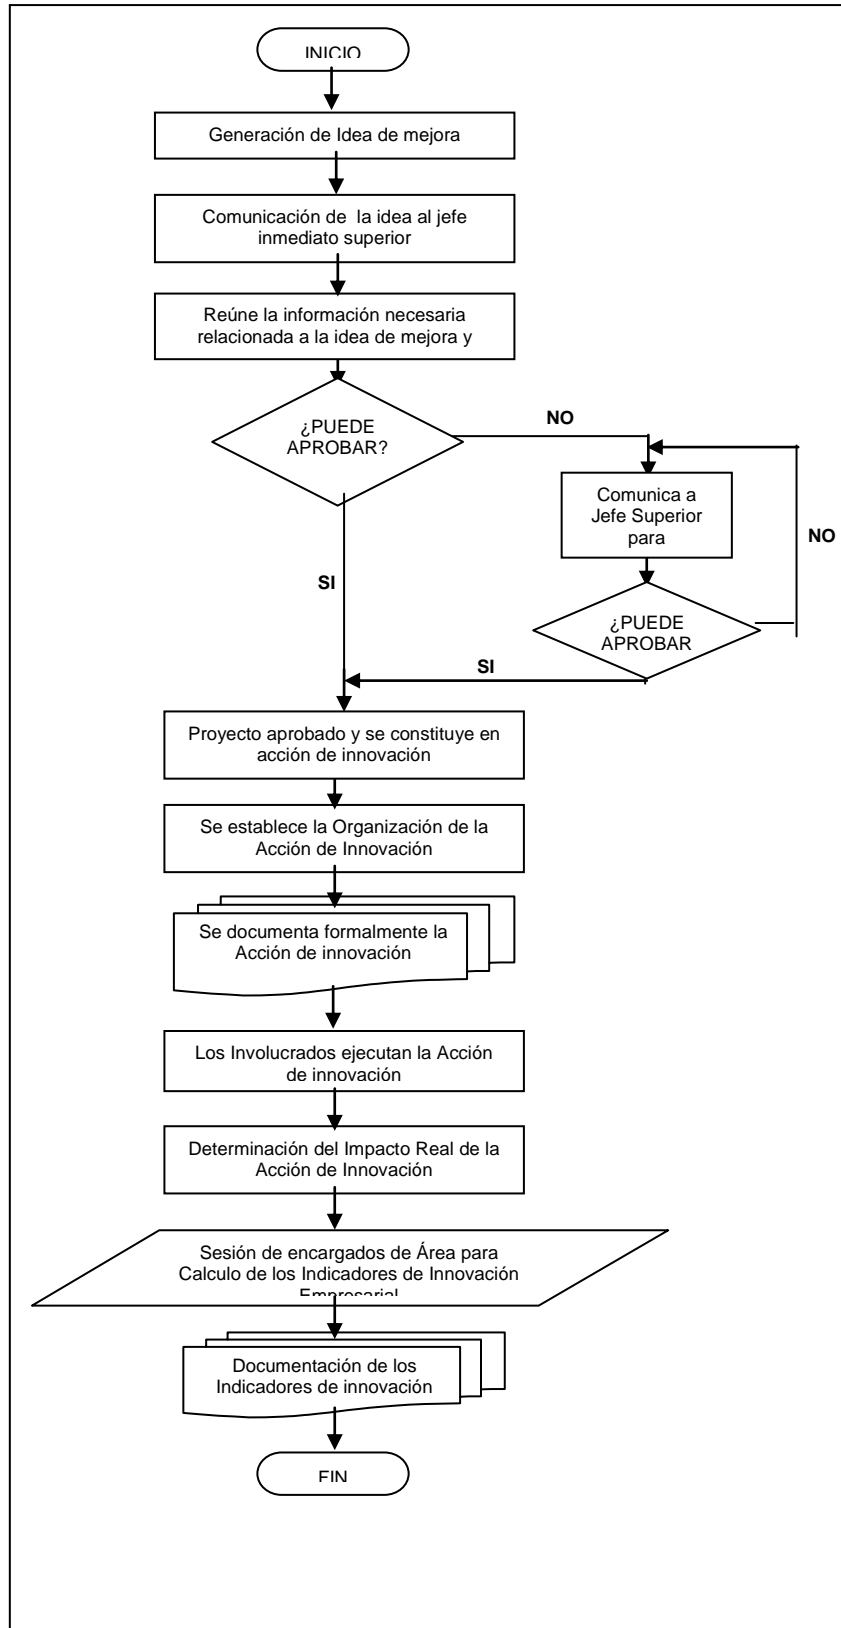 INICIO
Generación de Idea de mejora
Comunicación de la idea al jefe
inmediato superior
Reúne la información necesaria
relacionada a la idea de mejora y
¿PUEDE
APROBAR?
NO
Comunica a
Jefe Superior
para
NO
SI
¿PUEDE
APROBAR
SI
Proyecto aprobado y se constituye en
acción de innovación
Se establece la Organización de la
Acción de Innovación
Se documenta formalmente la
Acción de innovación
Los Involucrados ejecutan la Acción
de innovación
Determinación del Impacto Real de la
Acción de Innovación
Sesión de encargados de Área para
Calculo de los Indicadores de Innovación
Empresarial
Documentación de los
Indicadores de innovación
FIN